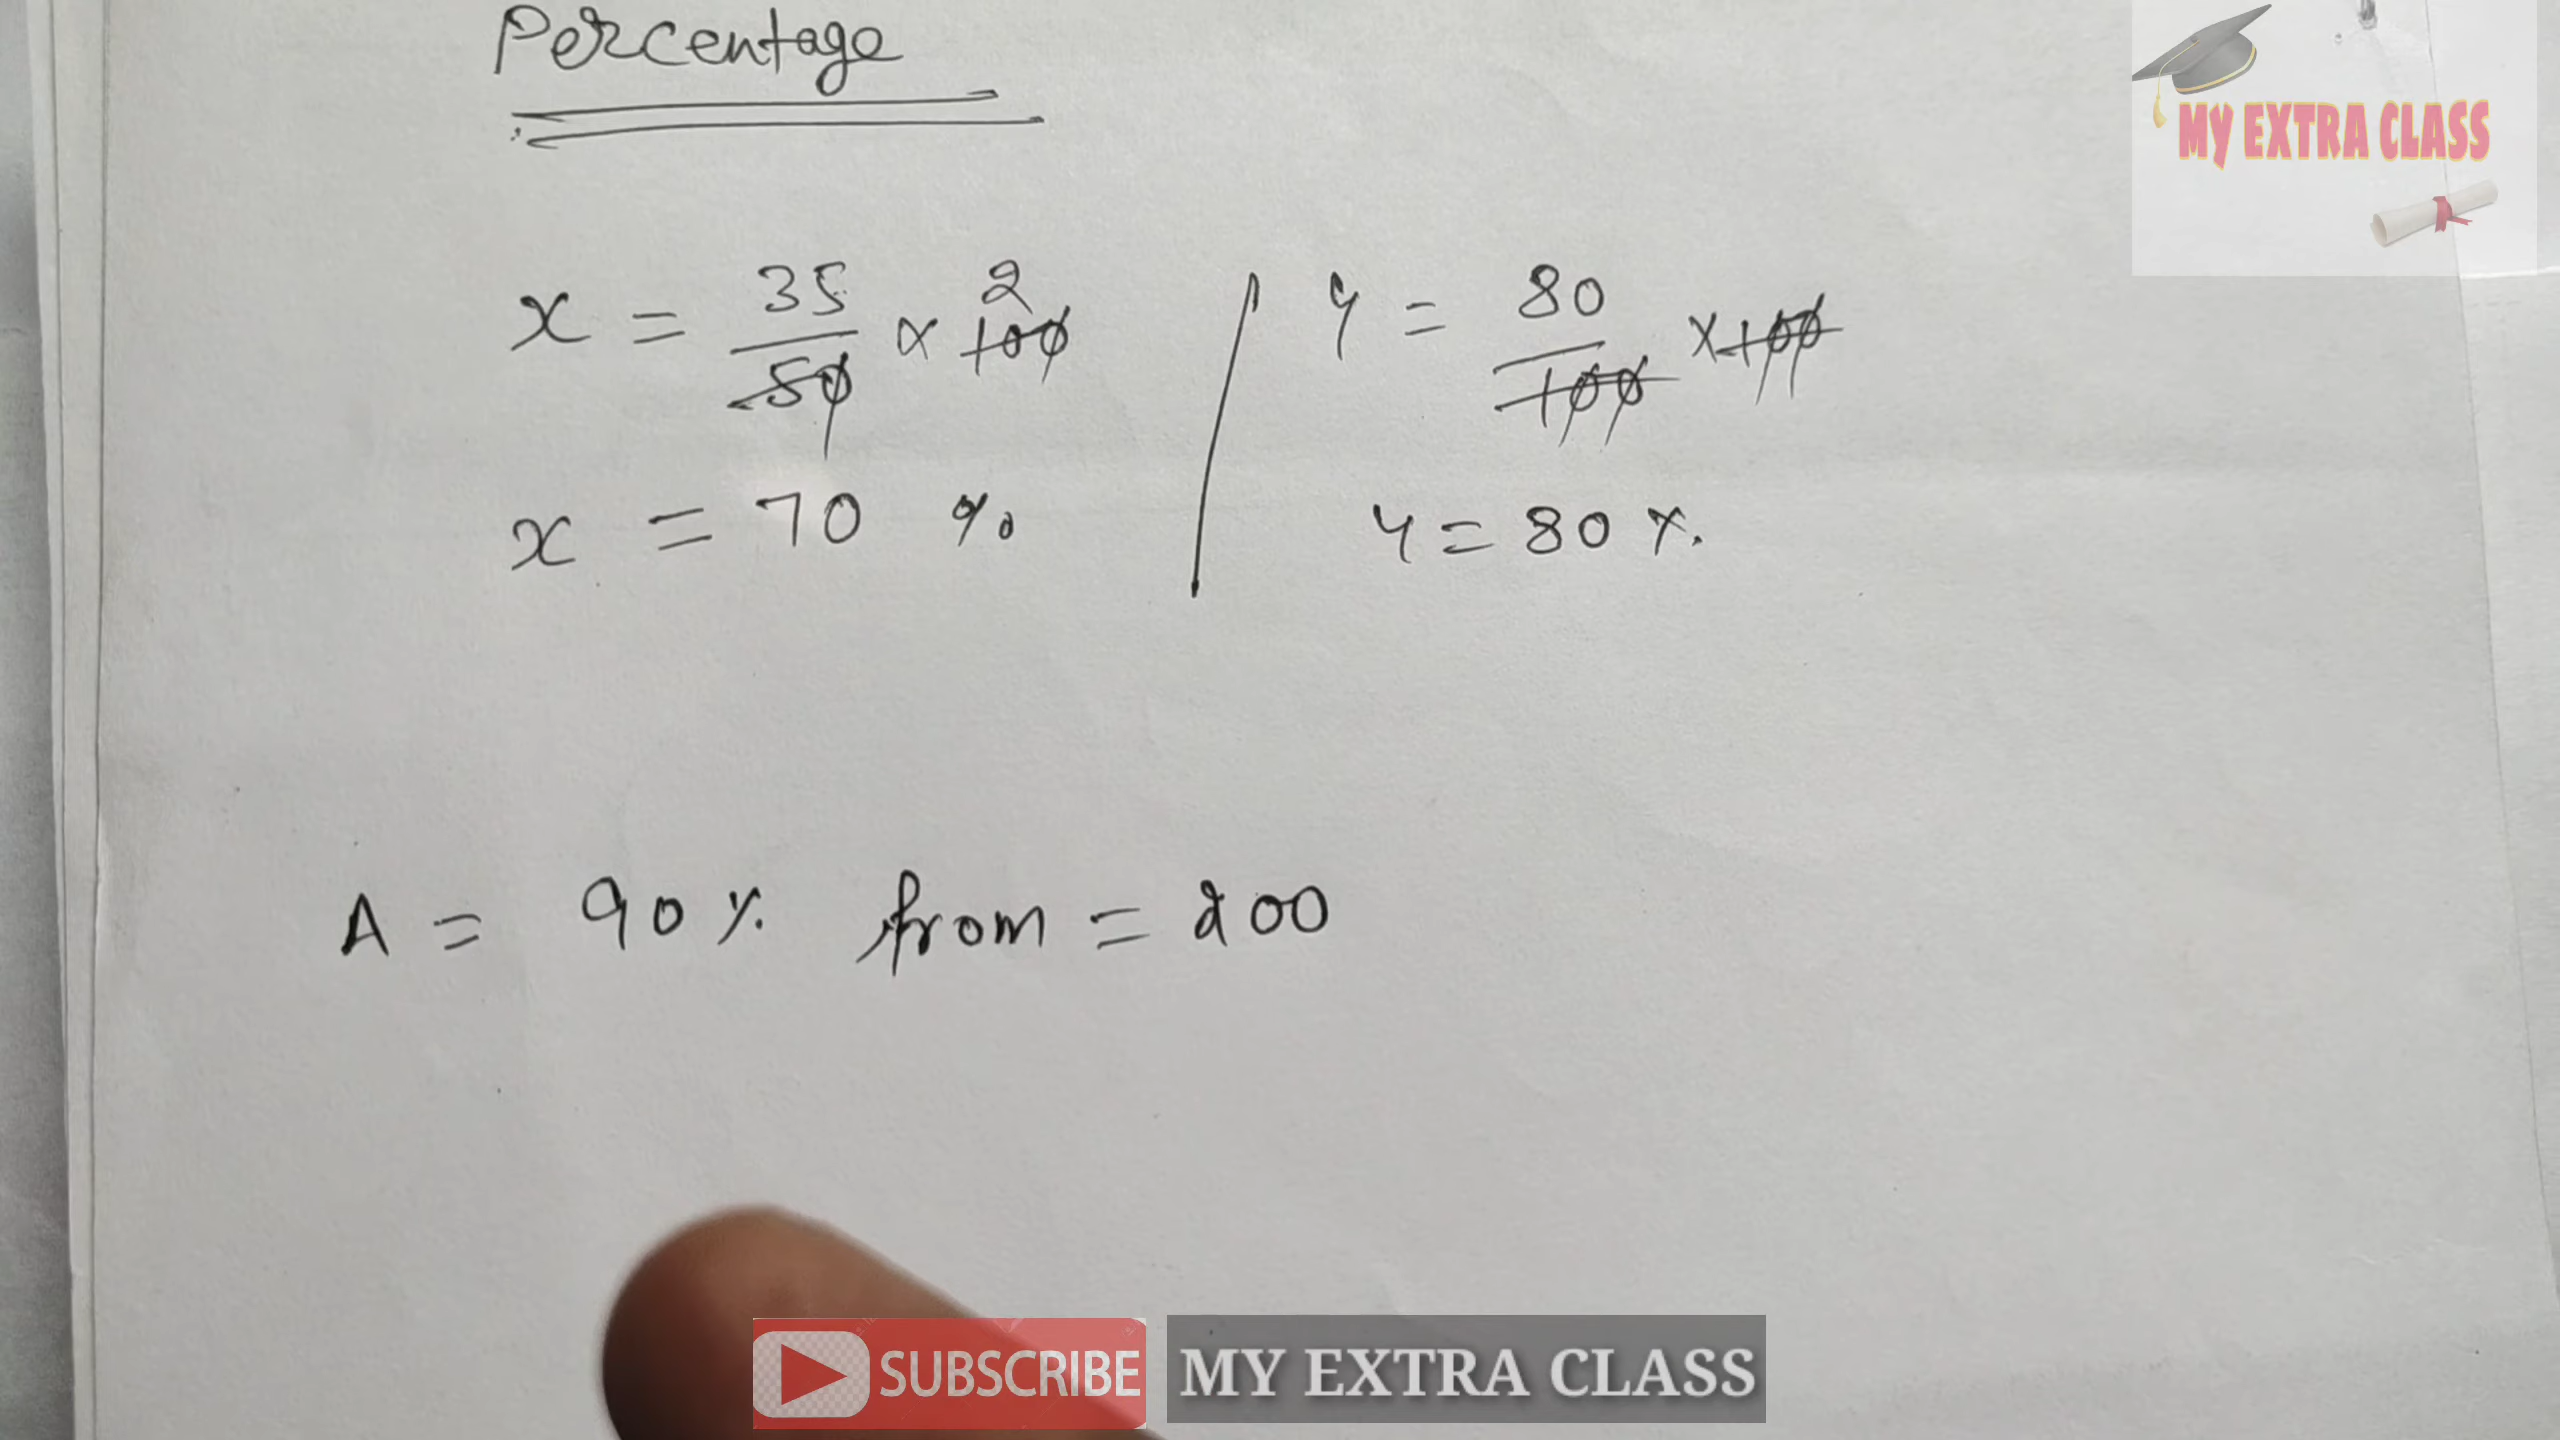 Percentage
MY EXTRA CLASS
x = 35/50 × 100 2
y = 80/100 × 100
x = 70 %
y = 80 %.
A = 90 %. from = 200
SUBSCRIBE
MY EXTRA CLASS